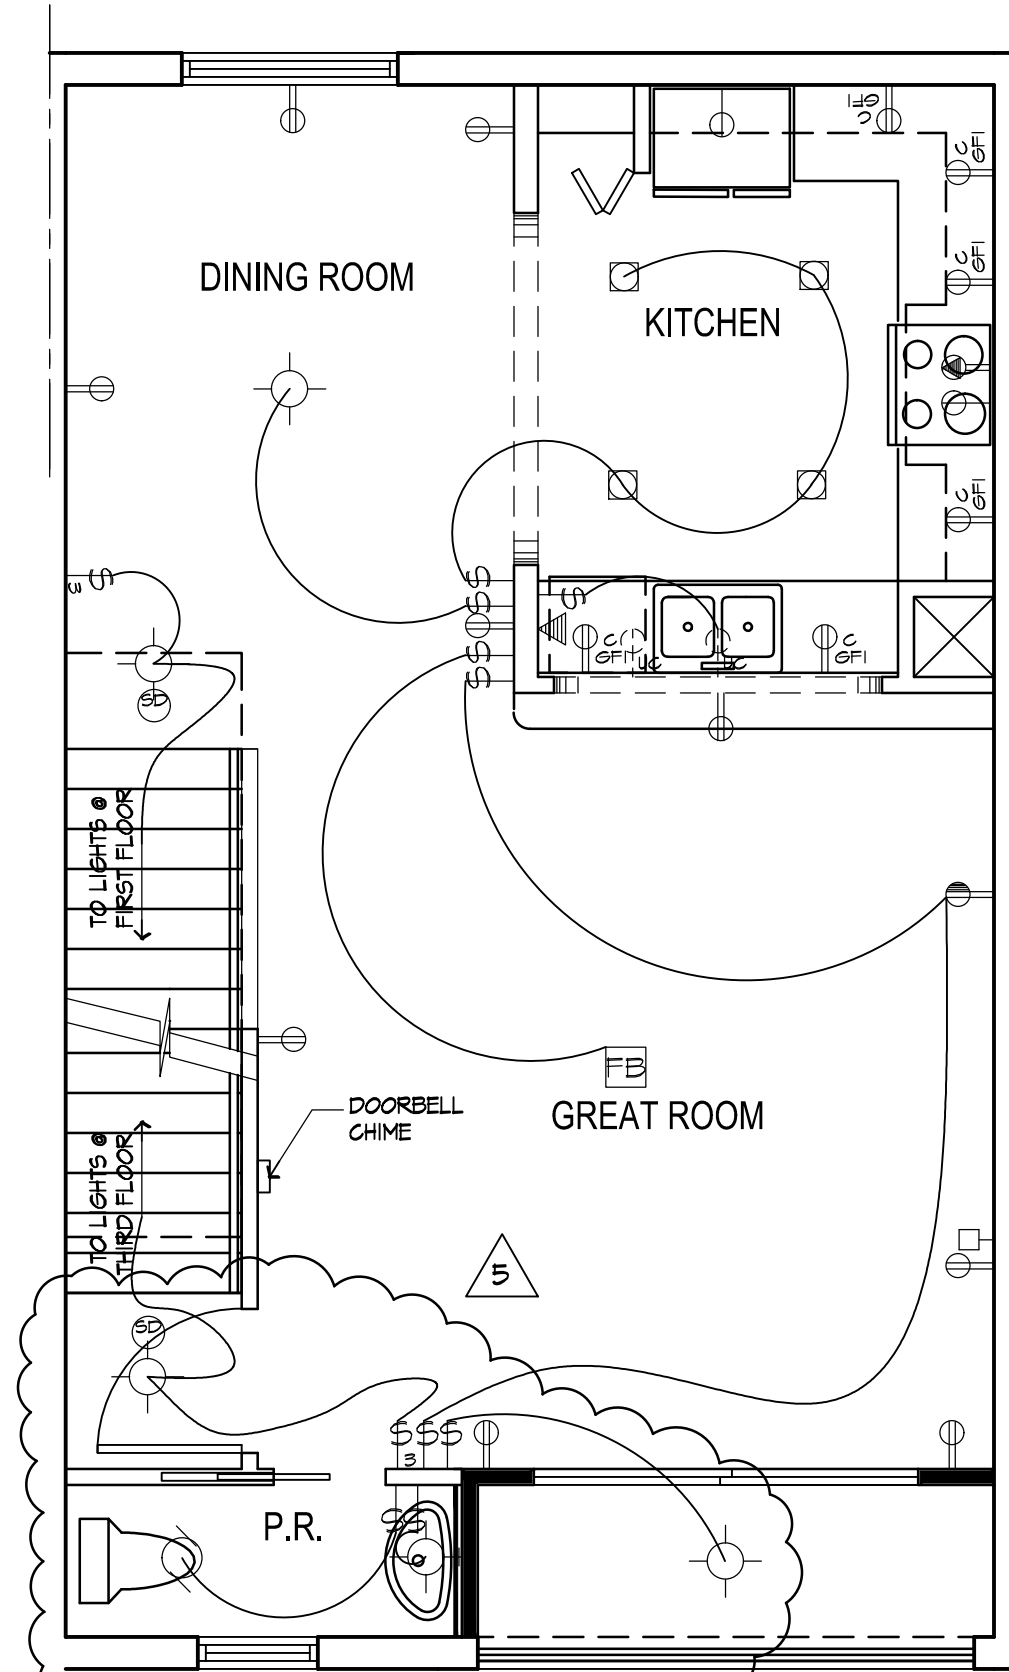 C
GFI
C
GFI
DINING ROOM
C
GFI
KITCHEN
C
GFI
S
3
S
S
S
C
GFI
UC
UC
C
GFI
S
S
SD
TO LIGHTS @
FIRST FLOOR
FB
DOORBELL
CHIME
GREAT ROOM
TO LIGHTS @
THIRD FLOOR
5
SD
S S S
3
S S
P.R.